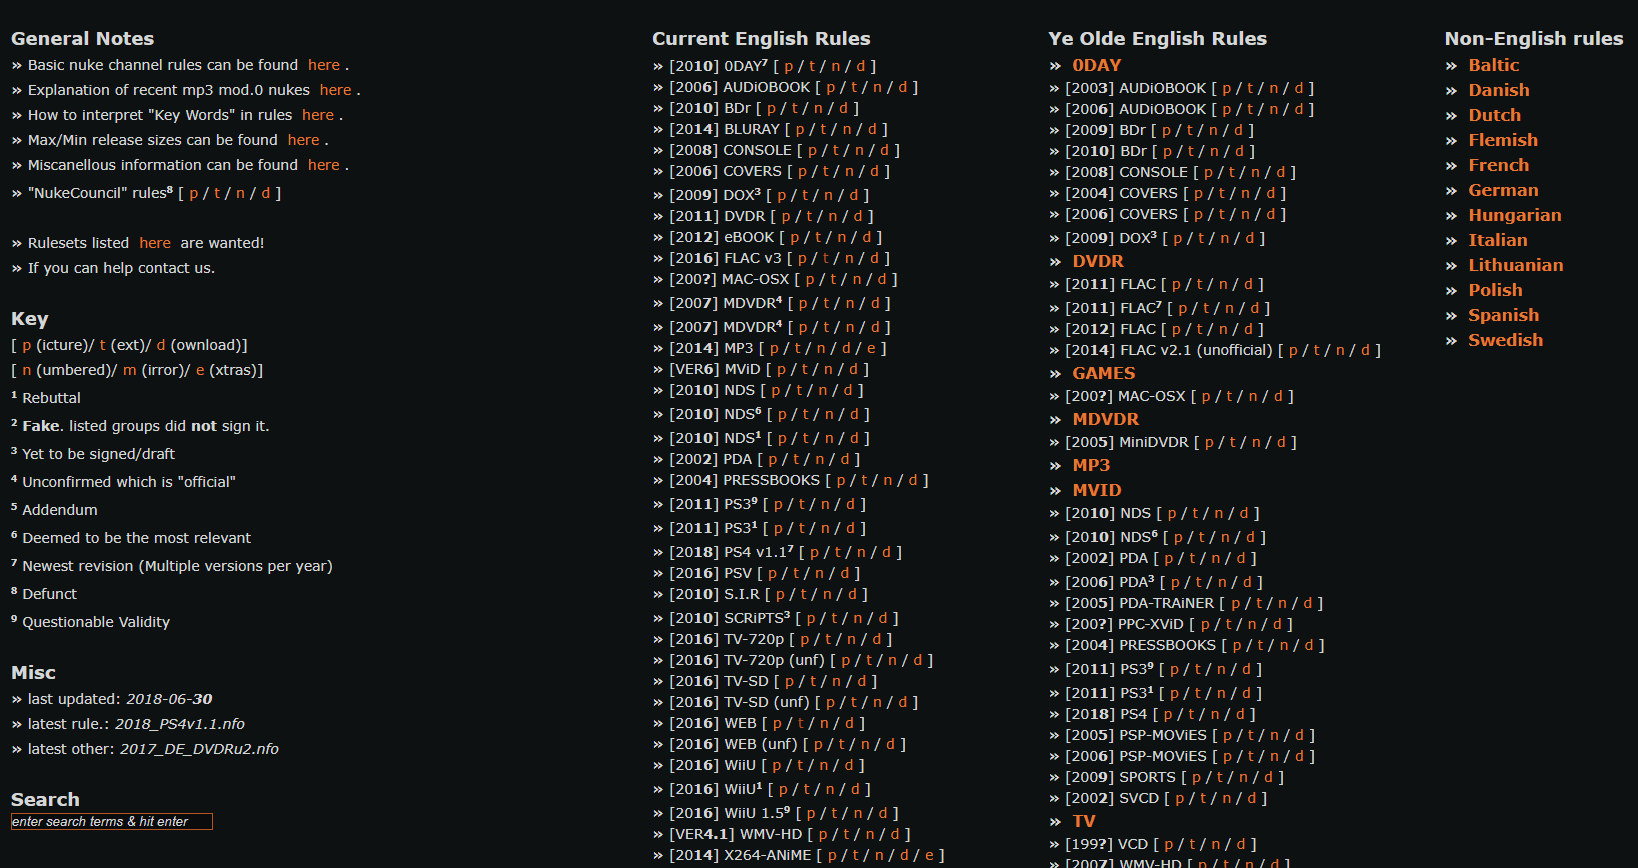 General Notes
» Basic nuke channel rules can be found here .
» Explanation of recent mp3 mod.0 nukes here .
» How to interpret "Key Words" in rules here .
» Max/Min release sizes can be found here .
» Miscanellous information can be found here .
» "NukeCouncil" rules⁸ [ p / t / n / d ]
» Rulesets listed here are wanted!
» If you can help contact us.
Key
[ p (icture)/ t (ext)/ d (ownload)]
[ n (umbered)/ m (irror)/ e (xtras)]
¹ Rebuttal
² Fake. listed groups did not sign it.
³ Yet to be signed/draft
⁴ Unconfirmed which is "official"
⁵ Addendum
⁶ Deemed to be the most relevant
⁷ Newest revision (Multiple versions per year)
⁸ Defunct
⁹ Questionable Validity
Misc
» last updated: 2018-06-30
» latest rule.: 2018_PS4v1.1.nfo
» latest other: 2017_DE_DVDRu2.nfo
Search
enter search terms & hit enter
Current English Rules
» [2010] 0DAY⁷ [ p / t / n / d ]
» [2006] AUDiOBOOK [ p / t / n / d ]
» [2010] BDr [ p / t / n / d ]
» [2014] BLURAY [ p / t / n / d ]
» [2008] CONSOLE [ p / t / n / d ]
» [2006] COVERS [ p / t / n / d ]
» [2009] DOX³ [ p / t / n / d ]
» [2011] DVDR [ p / t / n / d ]
» [2012] eBOOK [ p / t / n / d ]
» [2016] FLAC v3 [ p / t / n / d ]
» [200?] MAC-OSX [ p / t / n / d ]
» [2007] MDVDR⁴ [ p / t / n / d ]
» [2007] MDVDR⁴ [ p / t / n / d ]
» [2014] MP3 [ p / t / n / d / e ]
» [VER6] MViD [ p / t / n / d ]
» [2010] NDS [ p / t / n / d ]
» [2010] NDS⁶ [ p / t / n / d ]
» [2010] NDS¹ [ p / t / n / d ]
» [2002] PDA [ p / t / n / d ]
» [2004] PRESSBOOKS [ p / t / n / d ]
» [2011] PS3⁹ [ p / t / n / d ]
» [2011] PS3¹ [ p / t / n / d ]
» [2018] PS4 v1.1⁷ [ p / t / n / d ]
» [2016] PSV [ p / t / n / d ]
» [2010] S.I.R [ p / t / n / d ]
» [2010] SCRiPTS³ [ p / t / n / d ]
» [2016] TV-720p [ p / t / n / d ]
» [2016] TV-720p (unf) [ p / t / n / d ]
» [2016] TV-SD [ p / t / n / d ]
» [2016] TV-SD (unf) [ p / t / n / d ]
» [2016] WEB [ p / t / n / d ]
» [2016] WEB (unf) [ p / t / n / d ]
» [2016] WiiU [ p / t / n / d ]
» [2016] WiiU¹ [ p / t / n / d ]
» [2016] WiiU 1.5⁹ [ p / t / n / d ]
» [VER4.1] WMV-HD [ p / t / n / d ]
» [2014] X264-ANiME [ p / t / n / d / e ]
Ye Olde English Rules
» 0DAY
» [2003] AUDiOBOOK [ p / t / n / d ]
» [2006] AUDiOBOOK [ p / t / n / d ]
» [2009] BDr [ p / t / n / d ]
» [2010] BDr [ p / t / n / d ]
» [2008] CONSOLE [ p / t / n / d ]
» [2004] COVERS [ p / t / n / d ]
» [2006] COVERS [ p / t / n / d ]
» [2009] DOX³ [ p / t / n / d ]
» DVDR
» [2011] FLAC [ p / t / n / d ]
» [2011] FLAC⁷ [ p / t / n / d ]
» [2012] FLAC [ p / t / n / d ]
» [2014] FLAC v2.1 (unofficial) [ p / t / n / d ]
» GAMES
» [200?] MAC-OSX [ p / t / n / d ]
» MDVDR
» [2005] MiniDVDR [ p / t / n / d ]
» MP3
» MVID
» [2010] NDS [ p / t / n / d ]
» [2010] NDS⁶ [ p / t / n / d ]
» [2002] PDA [ p / t / n / d ]
» [2006] PDA³ [ p / t / n / d ]
» [2005] PDA-TRAiNER [ p / t / n / d ]
» [200?] PPC-XViD [ p / t / n / d ]
» [2004] PRESSBOOKS [ p / t / n / d ]
» [2011] PS3⁹ [ p / t / n / d ]
» [2011] PS3¹ [ p / t / n / d ]
» [2018] PS4 [ p / t / n / d ]
» [2005] PSP-MOViES [ p / t / n / d ]
» [2006] PSP-MOViES [ p / t / n / d ]
» [2009] SPORTS [ p / t / n / d ]
» [2002] SVCD [ p / t / n / d ]
» TV
» [199?] VCD [ p / t / n / d ]
» [2007] WMV-HD [ p / t / n / d ]
Non-English rules
» Baltic
» Danish
» Dutch
» Flemish
» French
» German
» Hungarian
» Italian
» Lithuanian
» Polish
» Spanish
» Swedish